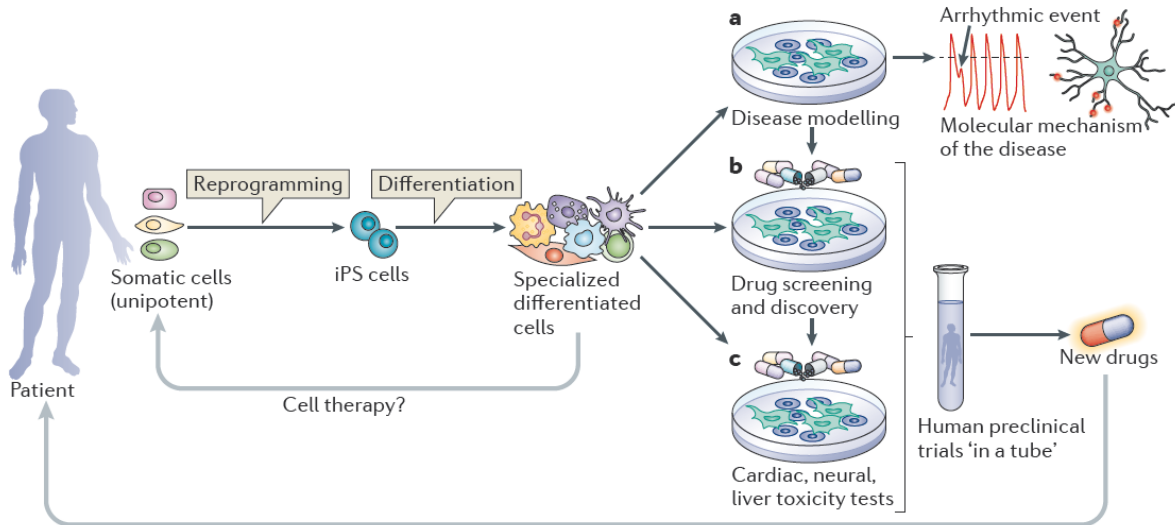 a
Arrhythmic event
Disease modelling
Molecular mechanism
of the disease
Reprogramming
Differentiation
b
Somatic cells
(unipotent)
iPS cells
Specialized
differentiated
cells
Drug screening
and discovery
c
New drugs
Patient
Cell therapy?
Human preclinical
trials ‘in a tube’
Cardiac, neural,
liver toxicity tests